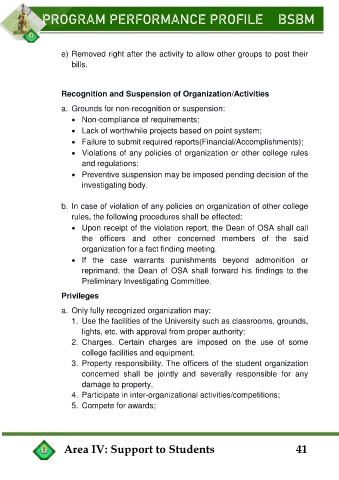 PROGRAM PERFORMANCE PROFILE BSBM
e) Removed right after the activity to allow other groups to post their
bills.
Recognition and Suspension of Organization/Activities
a. Grounds for non-recognition or suspension:
• Non-compliance of requirements;
• Lack of worthwhile projects based on point system;
• Failure to submit required reports(Financial/Accomplishments);
• Violations of any policies of organization or other college rules
and regulations;
• Preventive suspension may be imposed pending decision of the
investigating body.
b. In case of violation of any policies on organization of other college
rules, the following procedures shall be effected:
• Upon receipt of the violation report, the Dean of OSA shall call
the officers and other concerned members of the said
organization for a fact finding meeting.
• If the case warrants punishments beyond admonition or
reprimand, the Dean of OSA shall forward his findings to the
Preliminary Investigating Committee.
Privileges
a. Only fully recognized organization may:
1. Use the facilities of the University such as classrooms, grounds,
lights, etc. with approval from proper authority;
2. Charges. Certain charges are imposed on the use of some
college facilities and equipment.
3. Property responsibility. The officers of the student organization
concerned shall be jointly and severally responsible for any
damage to property.
4. Participate in inter-organizational activities/competitions;
5. Compete for awards;
Area IV: Support to Students 41